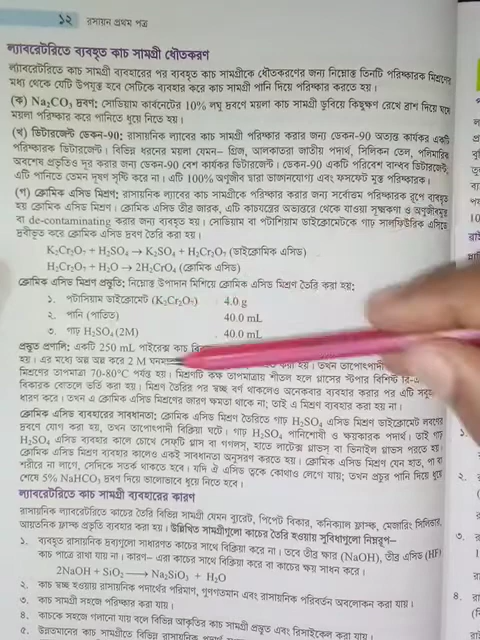 ১২ রসায়ন প্রথম পত্র
ল্যাবরেটরিতে ব্যবহৃত কাচ সামগ্রী ধৌতকরণ
ল্যাবরেটরিতে কাচ সামগ্রী ব্যবহারের পর ব্যবহৃত কাচ সামগ্রীকে ধৌতকরণের জন্য নিম্নোক্ত তিনটি পরিষ্কারক মিশ্রণের
মধ্য থেকে যেটি উপযুক্ত হবে সেটিকে ব্যবহার করে কাচ সামগ্রী পানি দিয়ে পরিষ্কার করতে হয়।
(ক) Na₂CO₃ দ্রবণ: সোডিয়াম কার্বনেটের 10% লঘু দ্রবণে ময়লা কাচ সামগ্রী ডুবিয়ে কিছুক্ষণ রেখে ব্রাশ দিয়ে ঘষে
ময়লা পরিষ্কার করে পানিতে ধুয়ে নিতে হয়।
(খ) ডিটারজেন্ট ডেকন-90: রাসায়নিক ল্যাবের কাচ সামগ্রী পরিষ্কার করার জন্য ডেকন-90 অত্যন্ত কার্যকর একটি
পরিষ্কারক ডিটারজেন্ট। বিভিন্ন ধরনের ময়লা যেমন– গ্রিজ, আলকাতরা জাতীয় পদার্থ, সিলিকন তেল, পলিমারিক
অবশেষ প্রভৃতিও দূর করার জন্য ডেকন-90 বেশ কার্যকর ডিটারজেন্ট। ডেকন-90 একটি পরিবেশ বান্ধব ডিটারজেন্ট,
এটি পানিতে তেমন দূষণ সৃষ্টি করে না। এটি 100% অণুজীব দ্বারা ভাঙনযোগ্য এবং ফসফেট মুক্ত পরিষ্কারক।
(গ) ক্রোমিক এসিড মিশ্রণ: রাসায়নিক ল্যাবের কাচ সামগ্রীকে পরিষ্কার করার জন্য সর্বোত্তম পরিষ্কারক রূপে ব্যবহৃত
হয় ক্রোমিক এসিড মিশ্রণ। ক্রোমিক এসিড তীব্র জারক, এটি কাচযন্ত্রের অভ্যন্তরে থেকে যাওয়া সূক্ষ্মকণা ও অণুজীবমুক্ত
বা de-contaminating করার জন্য ব্যবহৃত হয়। সোডিয়াম বা পটাশিয়াম ডাইক্রোমেটকে গাঢ় সালফিউরিক এসিডে
দ্রবীভূত করে ক্রোমিক এসিড দ্রবণ তৈরি করা হয়।
K₂Cr₂O₇ + H₂SO₄ → K₂SO₄ + H₂Cr₂O₇ (ডাইক্রোমিক এসিড)
H₂Cr₂O₇ + H₂O → 2H₂CrO₄ (ক্রোমিক এসিড)
ক্রোমিক এসিড মিশ্রণ প্রস্তুতি: নিম্নোক্ত উপাদান মিশিয়ে ক্রোমিক এসিড মিশ্রণ তৈরি করা হয়:
১. পটাসিয়াম ডাইক্রোমেট (K₂Cr₂O₇) 4.0 g
২. পানি (পাতিত) 40.0 mL
৩. গাঢ় H₂SO₄(2M) 40.0 mL
প্রস্তুত প্রণালি: একটি 250 mL পাইরেক্স কাচ
হয়। এর মধ্যে অল্প অল্প করে 2 M করা হয়। তখন
মিশ্রণের তাপমাত্রা 70-80°C পর্যন্ত হয়। মিশ্রণটি কক্ষ তাপমাত্রায় শীতল হলে গ্লাসের স্টপার বিশিষ্ট
বিকারক বোতলে ভর্তি করা হয়। মিশ্রণ তৈরির পর স্বচ্ছ বর্ণ থাকলেও অনেকবার ব্যবহার করার পর এটি সবুজ
ধারণ করে। তখন এ ক্রোমিক এসিড মিশ্রণের জারণ ক্ষমতা থাকে না; তাই এ মিশ্রণ ব্যবহার করা হয় না।
ক্রোমিক এসিড ব্যবহারের সাবধানতা: ক্রোমিক এসিড মিশ্রণ তৈরিতে গাঢ় H₂SO₄ এসিড ডাইক্রোমেট লবণের
দ্রবণে যোগ করা হয়, তখন তাপোৎপাদী বিক্রিয়া ঘটে। গাঢ় H₂SO₄ পানিশোষী ও ক্ষয়কারক পদার্থ। তাই গাঢ়
H₂SO₄ এসিড ব্যবহার কালে চোখে সেফটি গ্লাস বা গগলস্, হাতে লাটেক্স গ্লাভস্ বা ভিনাইল গ্লাভস পরতে হয়।
ক্রোমিক এসিড মিশ্রণ ব্যবহার কালেও একই সাবধানতা অনুসরণ করতে হয়। ক্রোমিক এসিড মিশ্রণ যেন হাত, পা বা
শরীরে না লাগে, সেদিকে সতর্ক থাকতে হবে। যদি ঐ এসিড ত্বকে কোথাও লেগে যায়; তখন প্রচুর পানি দিয়ে ধুয়ে
শেষে 5% NaHCO₃ দ্রবণ দিয়ে ভালোভাবে ধুয়ে নিতে হবে।
ল্যাবরেটরিতে কাচ সামগ্রী ব্যবহারের কারণ
রাসায়নিক ল্যাবরেটরিতে কাচের তৈরি বিভিন্ন সামগ্রী যেমন ব্যুরেট, পিপেট বিকার, কনিক্যাল ফ্লাস্ক, মেজারিং সিলিন্ডার,
আয়তনিক ফ্লাস্ক প্রভৃতি ব্যবহার করা হয়। উল্লিখিত সামগ্রীগুলো কাচের তৈরি হওয়ায় সুবিধাগুলো নিম্নরূপ–
১. ব্যবহৃত রাসায়নিক দ্রব্যগুলো সাধারণত কাচের সাথে বিক্রিয়া করে না। তবে তীব্র ক্ষার (NaOH), তীব্র এসিড (HF)
কাচ পাত্রে রাখা যায় না। কারণ– এরা কাচের সাথে বিক্রিয়া করে বা কাচের ক্ষয় সাধন করে।
2NaOH + SiO₂ → Na₂SiO₃ + H₂O
২. কাচ স্বচ্ছ হওয়ায় রাসায়নিক পদার্থের পরিমাণ, গুণগতমান এবং রাসায়নিক পরিবর্তন অবলোকন করা যায়।
৩. কাচ সামগ্রী সহজে পরিষ্কার করা যায়।
৪. কাচকে সহজে গলানো যায় বলে বিভিন্ন আকৃতির কাচ সামগ্রী প্রস্তুত এবং রিসাইকেল করা যায়।
৫. উন্নতমানের কাচ সামগ্রীতে বিভিন্ন রাসায়নিক পদার্থ